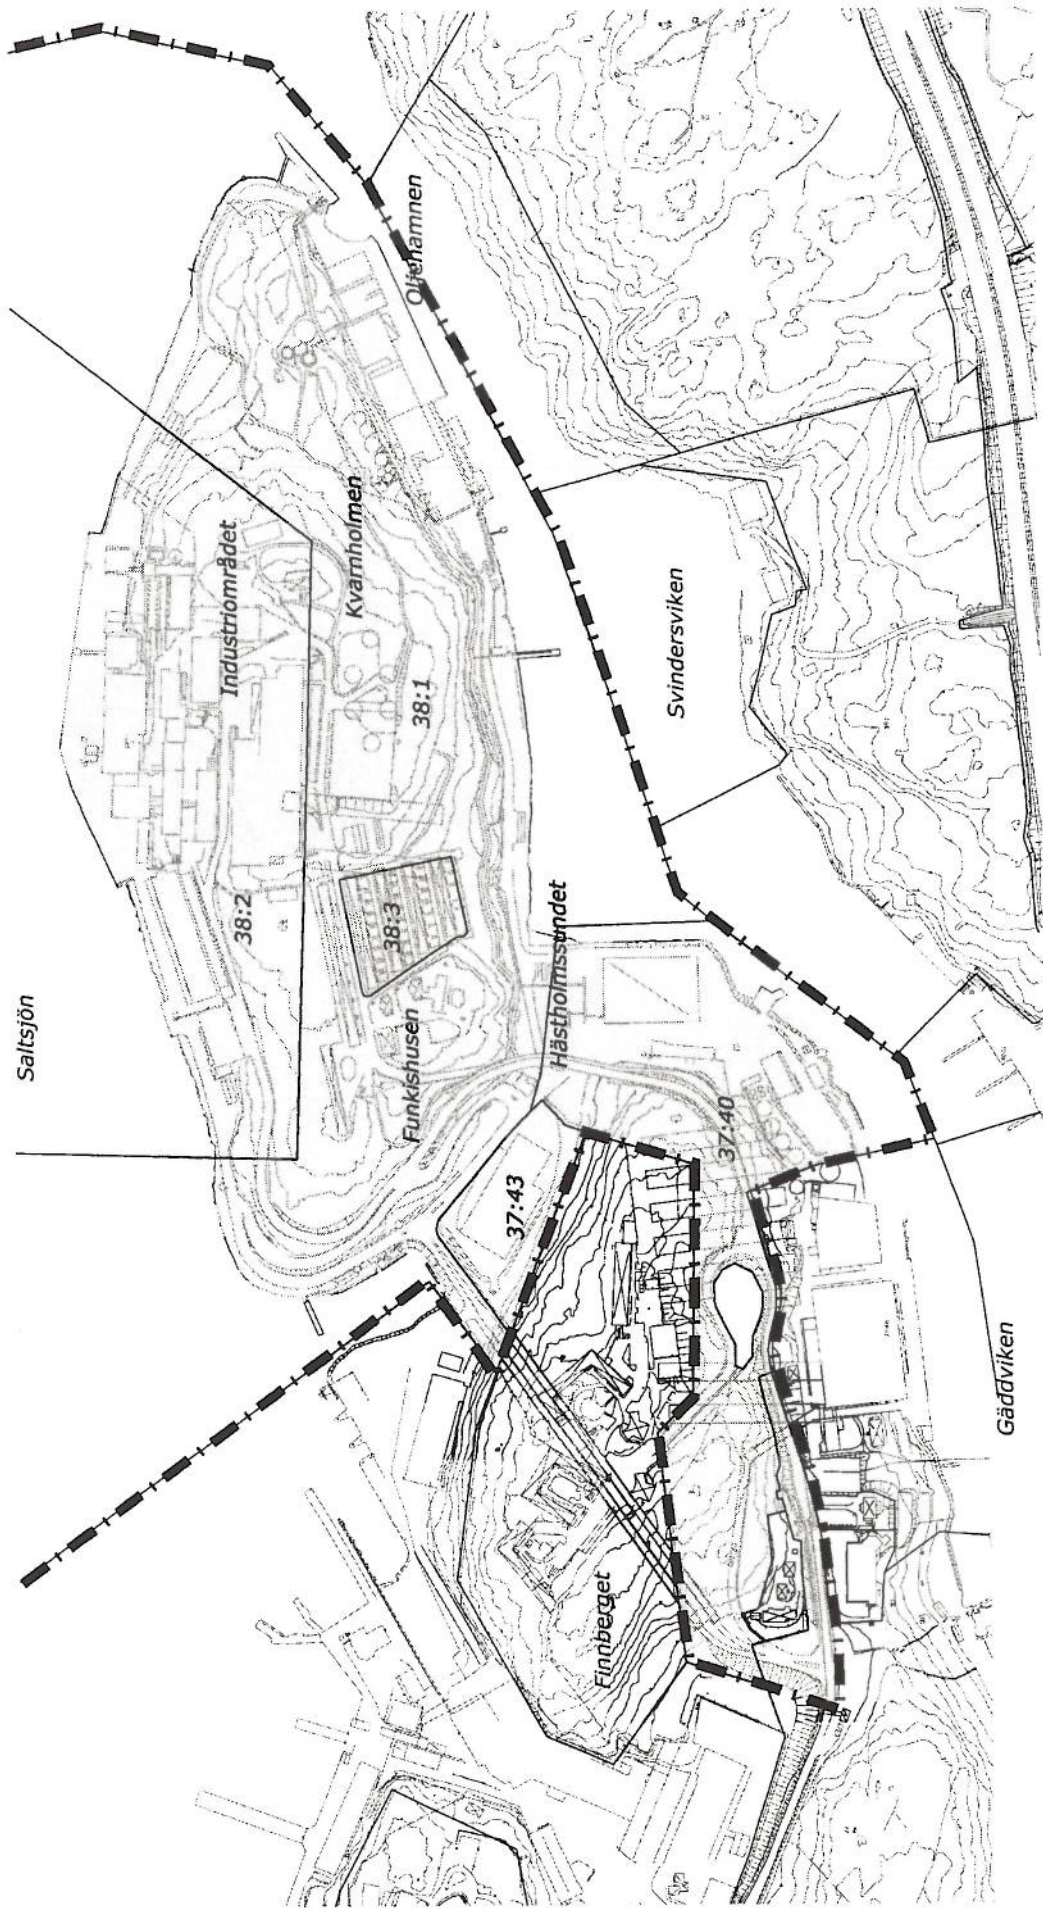 Saltsjön
Oljehamnen
Industriområdet
Kvarnholmen
38:1
38:2
38:3
Svindersviken
Funkishusen
Hästholmssundet
37:43
37:40
Finnberget
Gäddviken